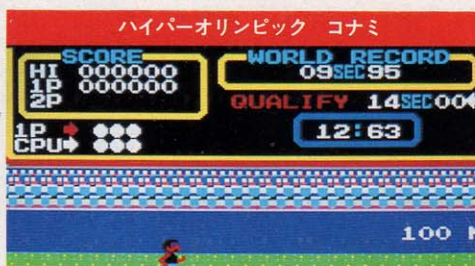 ハイパーオリンピック コナミ
SCORE
HI 000000
1P 000000
2P
WORLD RECORD
09SEC95
QUALIFY 14SEC00
12:63
1P
CPU
100